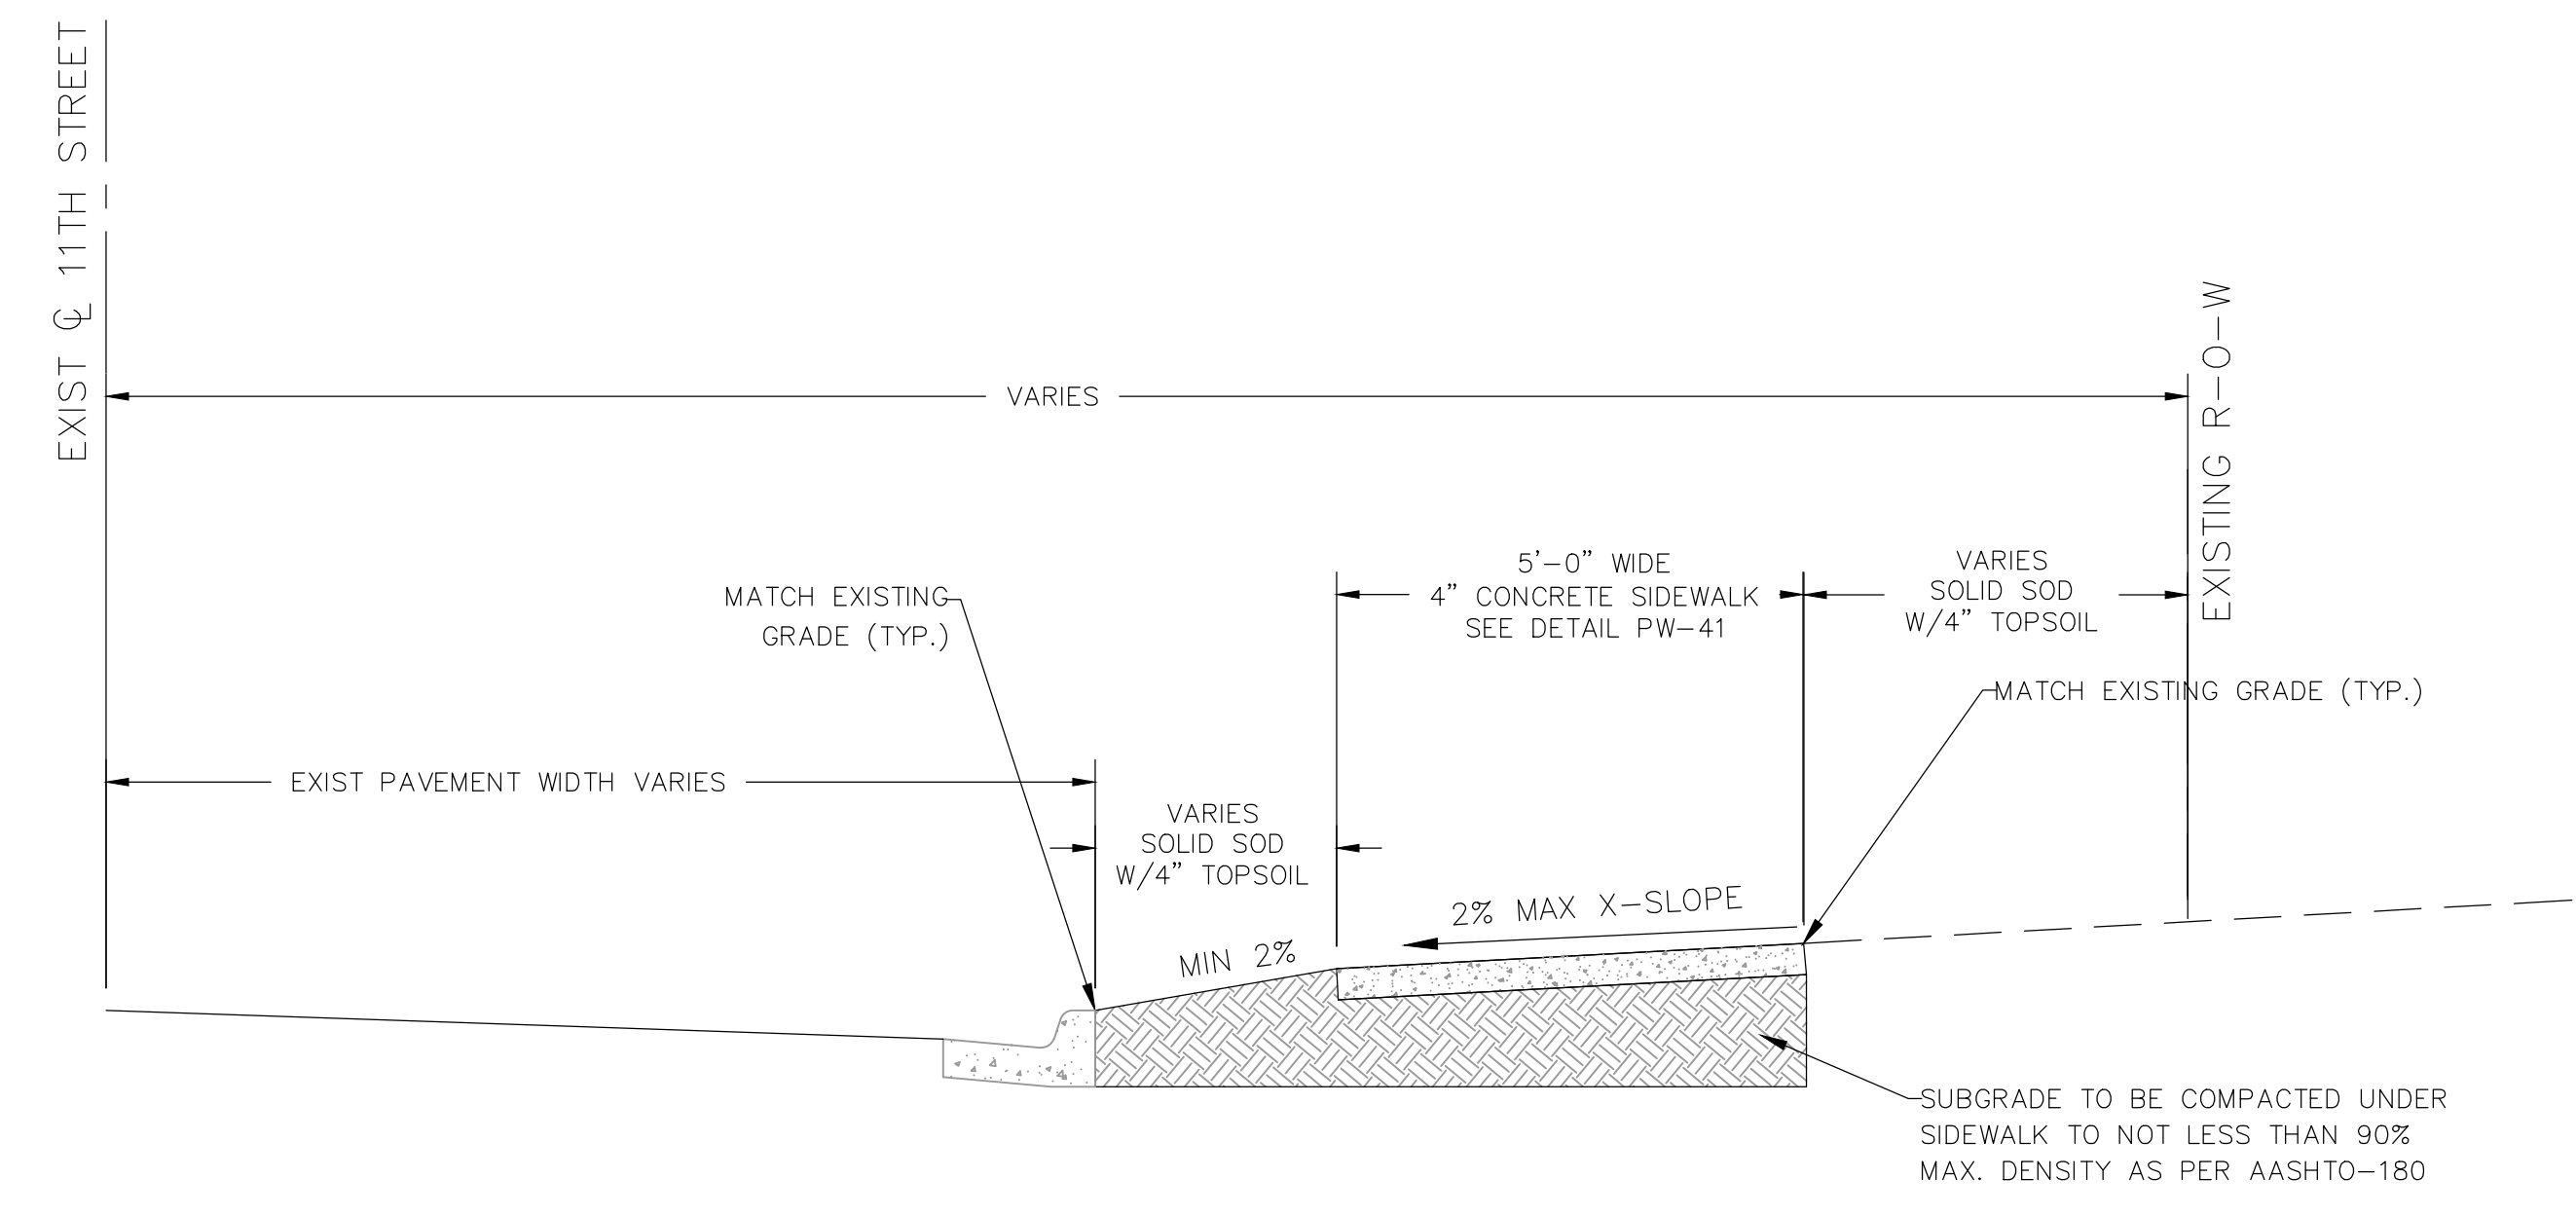 EXIST ℄ 11TH STREET
VARIES
EXISTING R-O-W
5'-0" WIDE
4" CONCRETE SIDEWALK
SEE DETAIL PW-41
VARIES
SOLID SOD
W/4" TOPSOIL
MATCH EXISTING
GRADE (TYP.)
MATCH EXISTING GRADE (TYP.)
EXIST PAVEMENT WIDTH VARIES
VARIES
SOLID SOD
W/4" TOPSOIL
2% MAX X-SLOPE
MIN 2%
SUBGRADE TO BE COMPACTED UNDER
SIDEWALK TO NOT LESS THAN 90%
MAX. DENSITY AS PER AASHTO-180